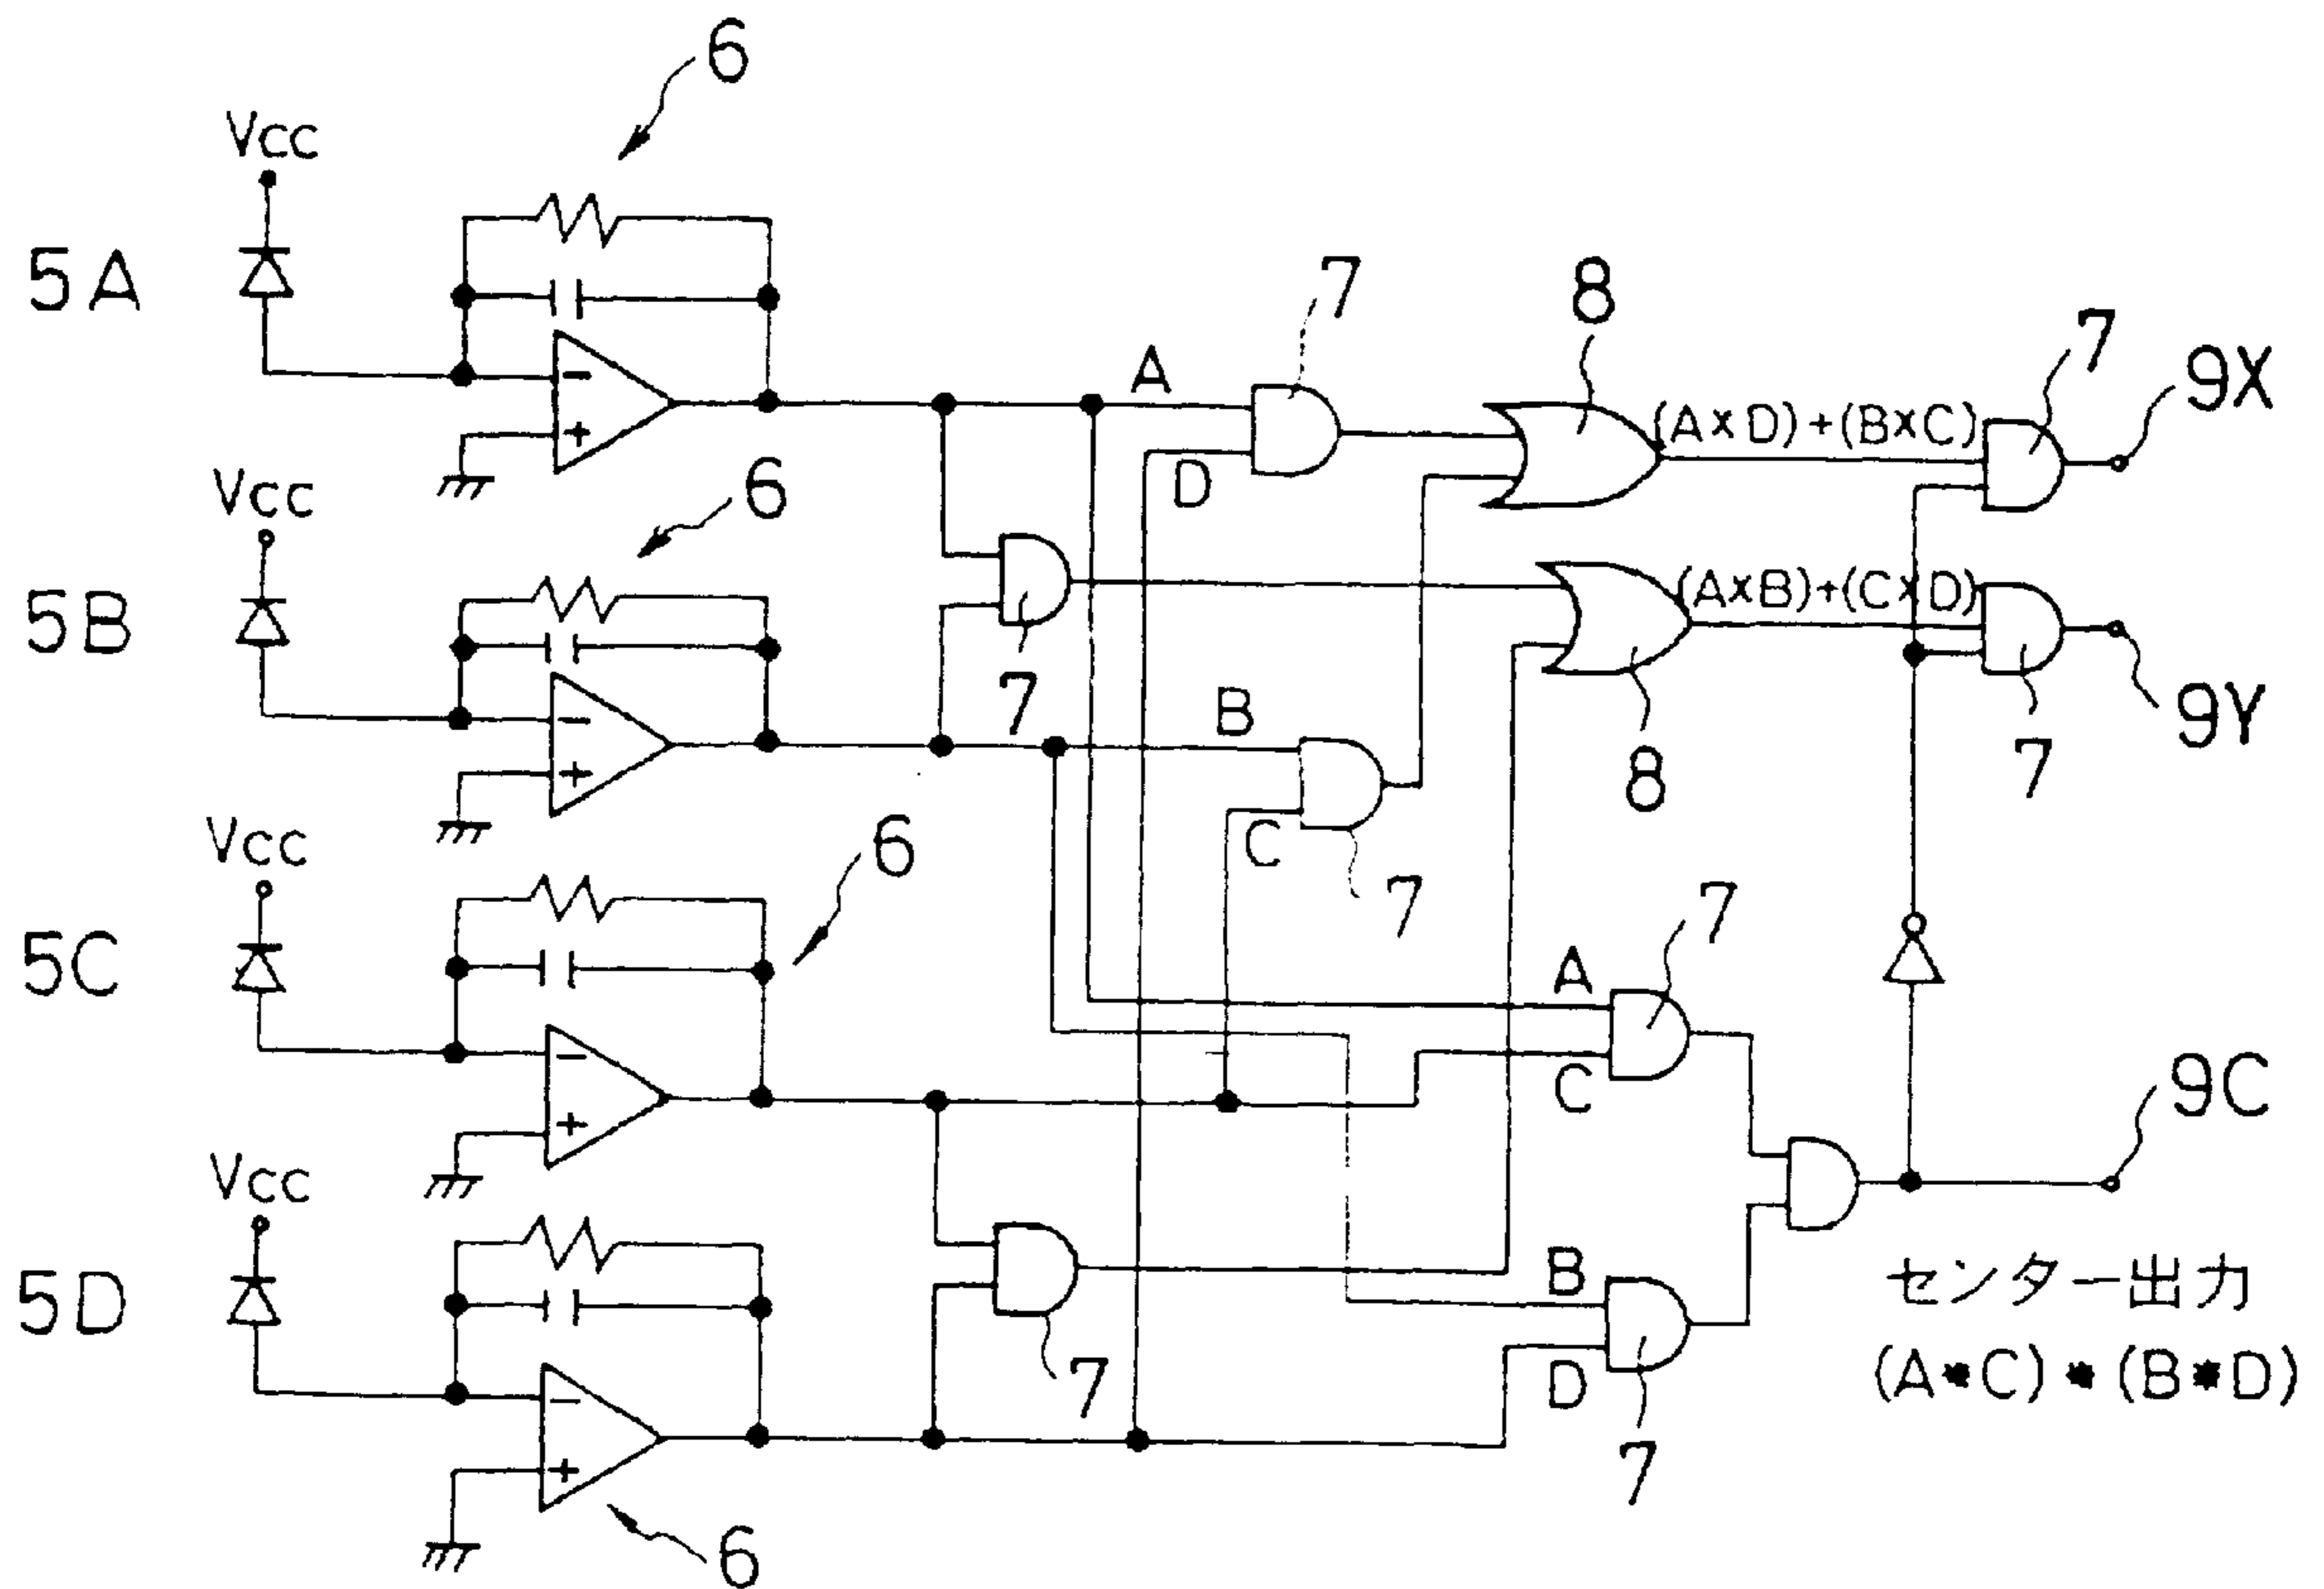 6
Vcc
5A
7
8
7
9X
A
(A×D)+(B×C)
D
Vcc
6
5B
(A×B)+(C×D)
7
B
8
7
9Y
Vcc
6
C
7
7
5C
A
C
9C
Vcc
5D
B
センター出力
7
D
(A*C)*(B*D)
7
6